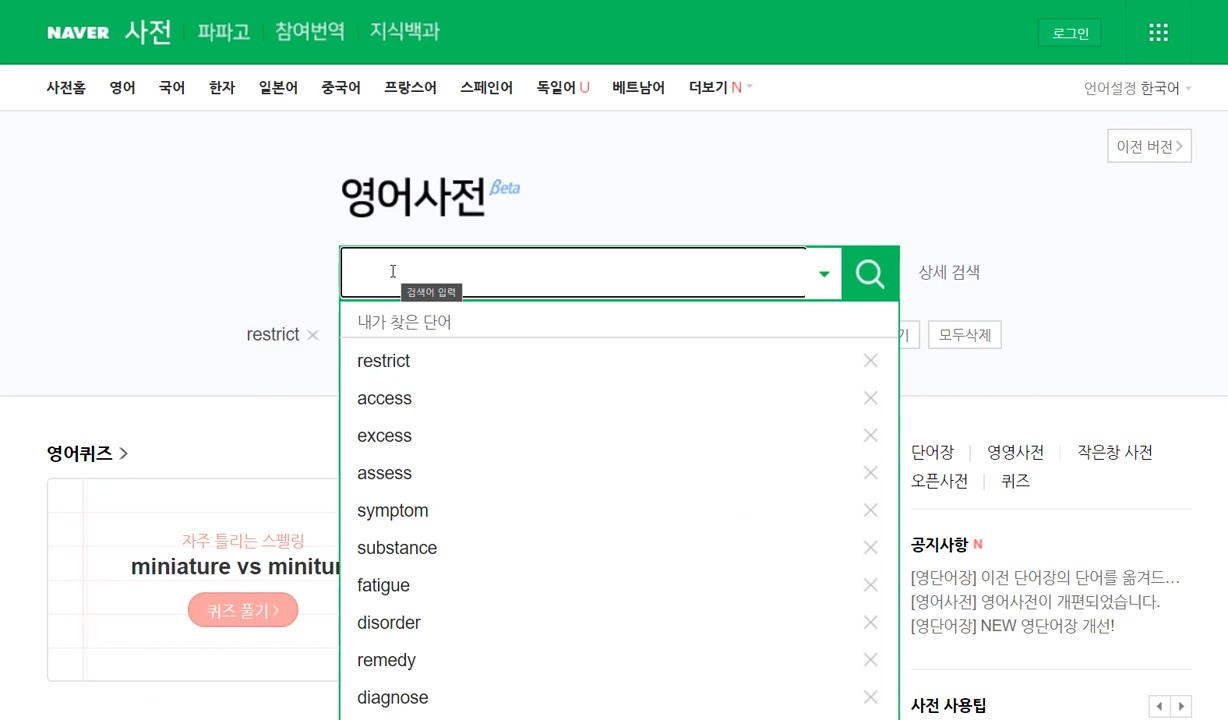 NAVER 사전 파파고 참여번역 지식백과 로그인
사전홈 영어 국어 한자 일본어 중국어 프랑스어 스페인어 독일어 U 베트남어 더보기 N 언어설정 한국어
이전 버전
영어사전 Beta
상세 검색
검색어 입력
내가 찾은 단어
restrict
기 모두삭제
restrict
access
excess
assess
symptom
substance
fatigue
disorder
remedy
diagnose
영어퀴즈
자주 틀리는 스펠링
miniature vs minitur
퀴즈 풀기
단어장 영영사전 작은창 사전
오픈사전 퀴즈
공지사항 N
[영단어장] 이전 단어장의 단어를 옮겨드...
[영어사전] 영어사전이 개편되었습니다.
[영단어장] NEW 영단어장 개선!
사전 사용팁